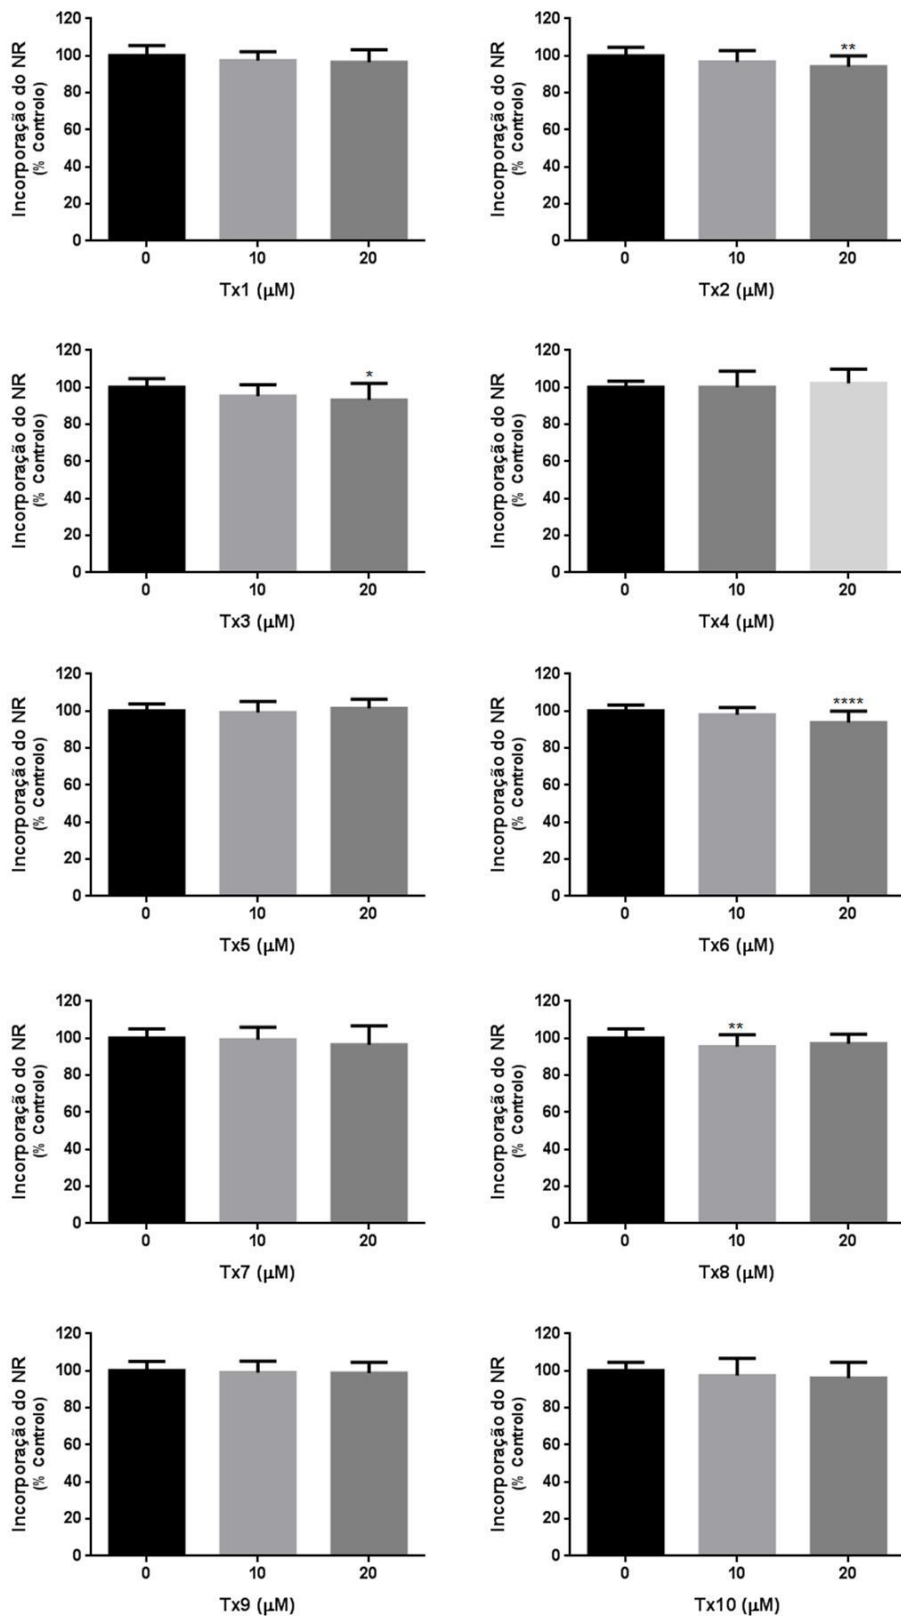 Incorporação do NR
(% Controlo)
120
100
80
60
40
20
0
0 10 20
Tx1 (µM)
Incorporação do NR
(% Controlo)
120
100
80
60
40
20
0
**
0 10 20
Tx2 (µM)
Incorporação do NR
(% Controlo)
120
100
80
60
40
20
0
*
0 10 20
Tx3 (µM)
Incorporação do NR
(% Controlo)
120
100
80
60
40
20
0
0 10 20
Tx4 (µM)
Incorporação do NR
(% Controlo)
120
100
80
60
40
20
0
0 10 20
Tx5 (µM)
Incorporação do NR
(% Controlo)
120
100
80
60
40
20
0
****
0 10 20
Tx6 (µM)
Incorporação do NR
(% Controlo)
120
100
80
60
40
20
0
0 10 20
Tx7 (µM)
Incorporação do NR
(% Controlo)
120
100
80
60
40
20
0
**
0 10 20
Tx8 (µM)
Incorporação do NR
(% Controlo)
120
100
80
60
40
20
0
0 10 20
Tx9 (µM)
Incorporação do NR
(% Controlo)
120
100
80
60
40
20
0
0 10 20
Tx10 (µM)